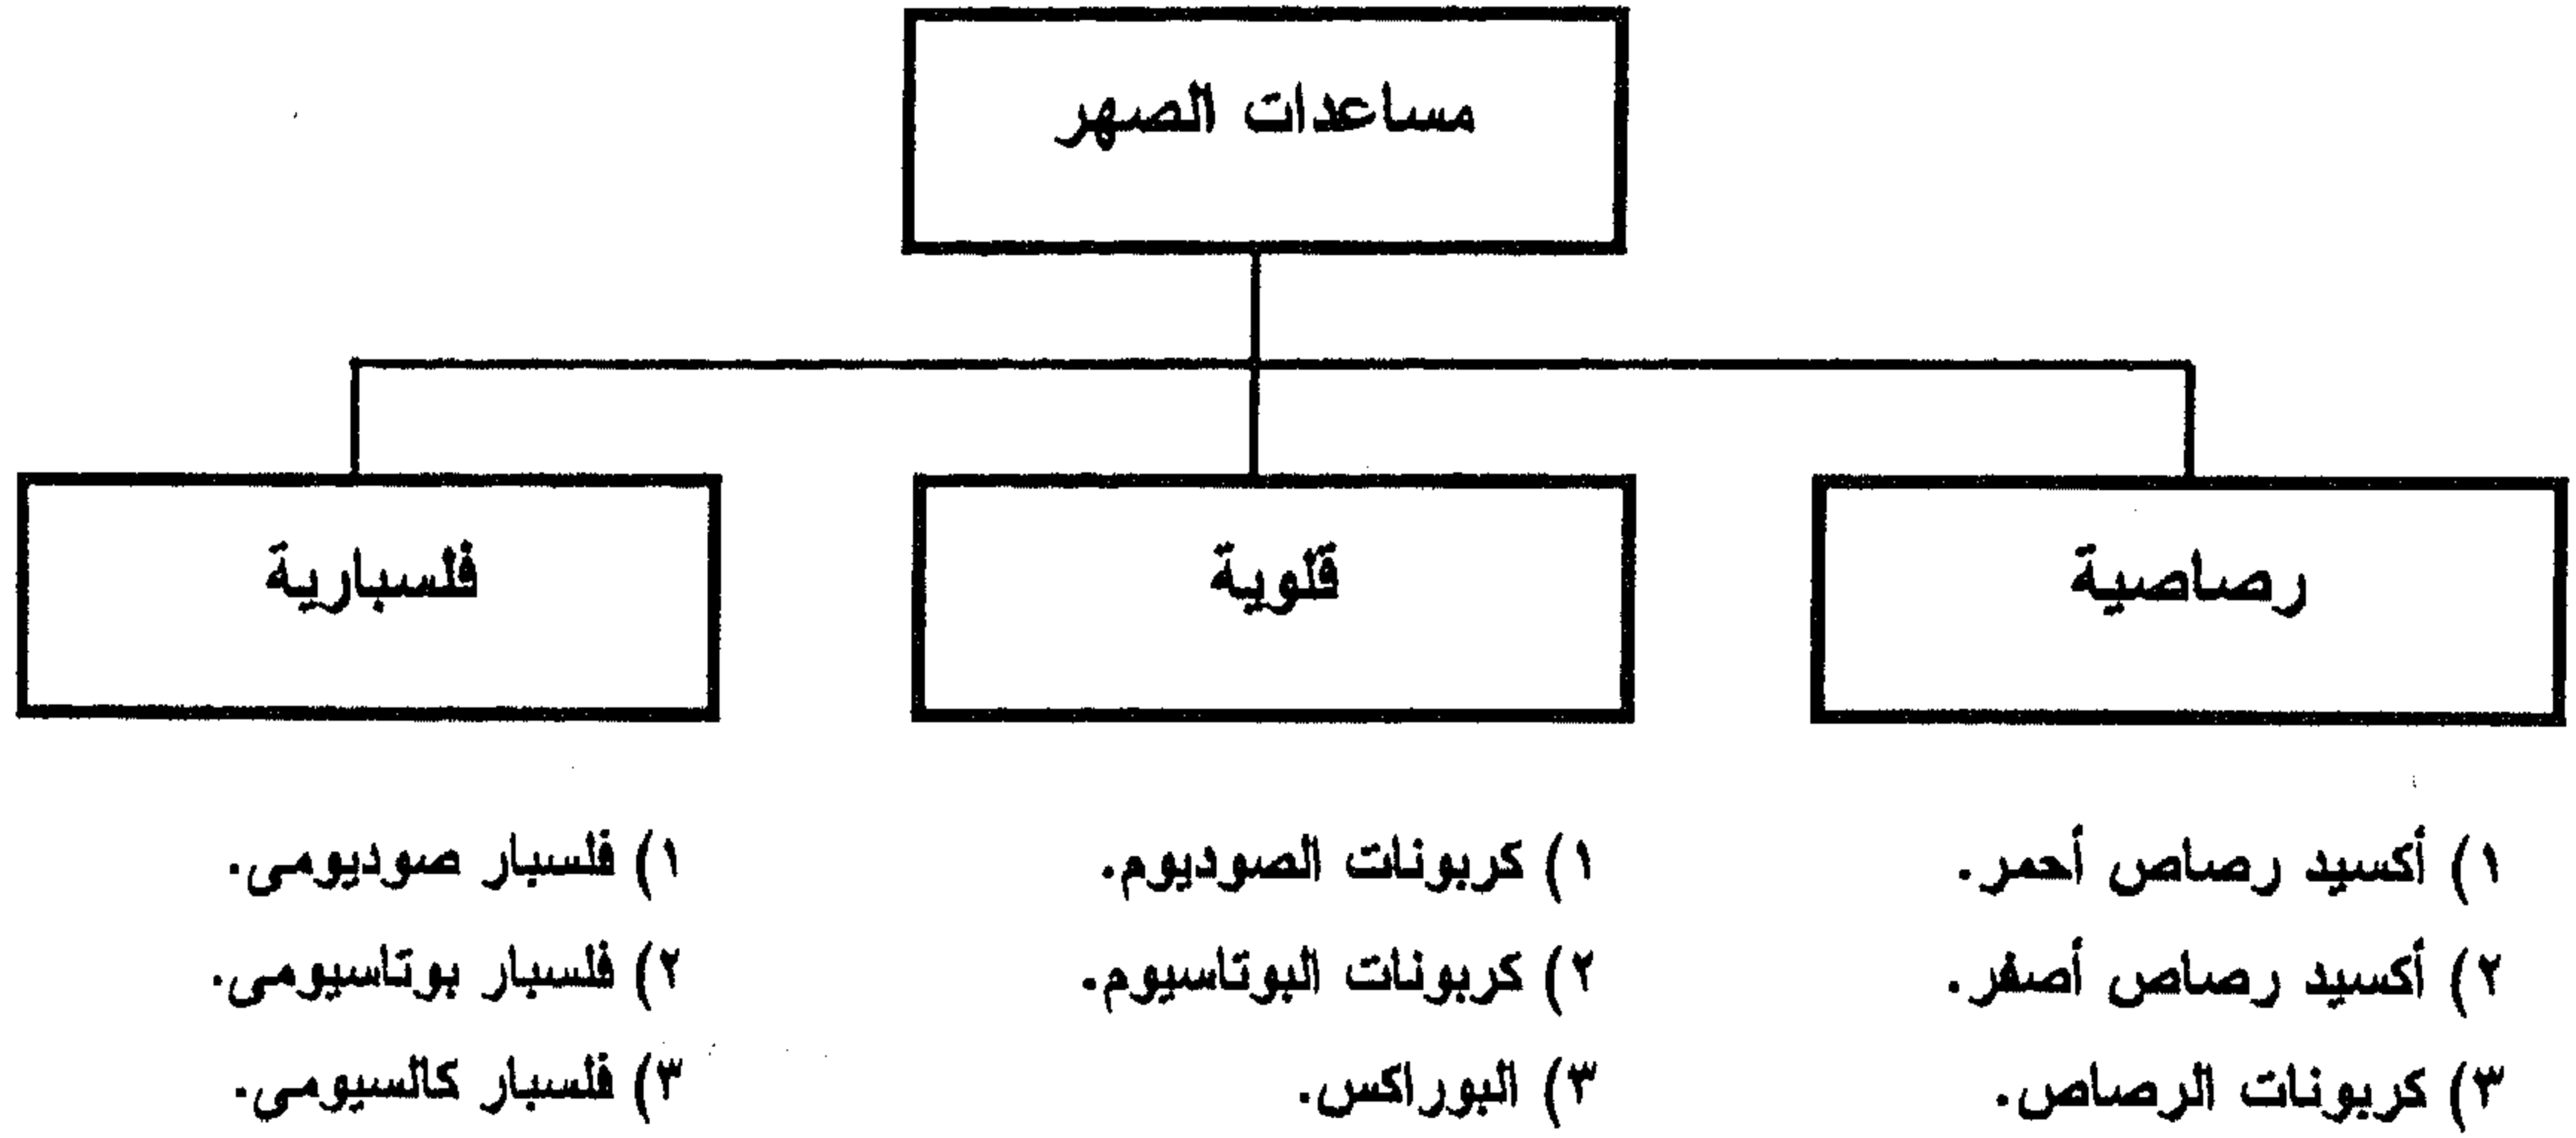 مساعدات الصهر
رصاصية
قلوية
فلسبارية
١) أكسيد رصاص أحمر.
٢) أكسيد رصاص أصفر.
٣) كربونات الرصاص.
١) كربونات الصوديوم.
٢) كربونات البوتاسيوم.
٣) البوراكس.
١) فلسبار صوديومى.
٢) فلسبار بوتاسيومى.
٣) فلسبار كالسيومى.